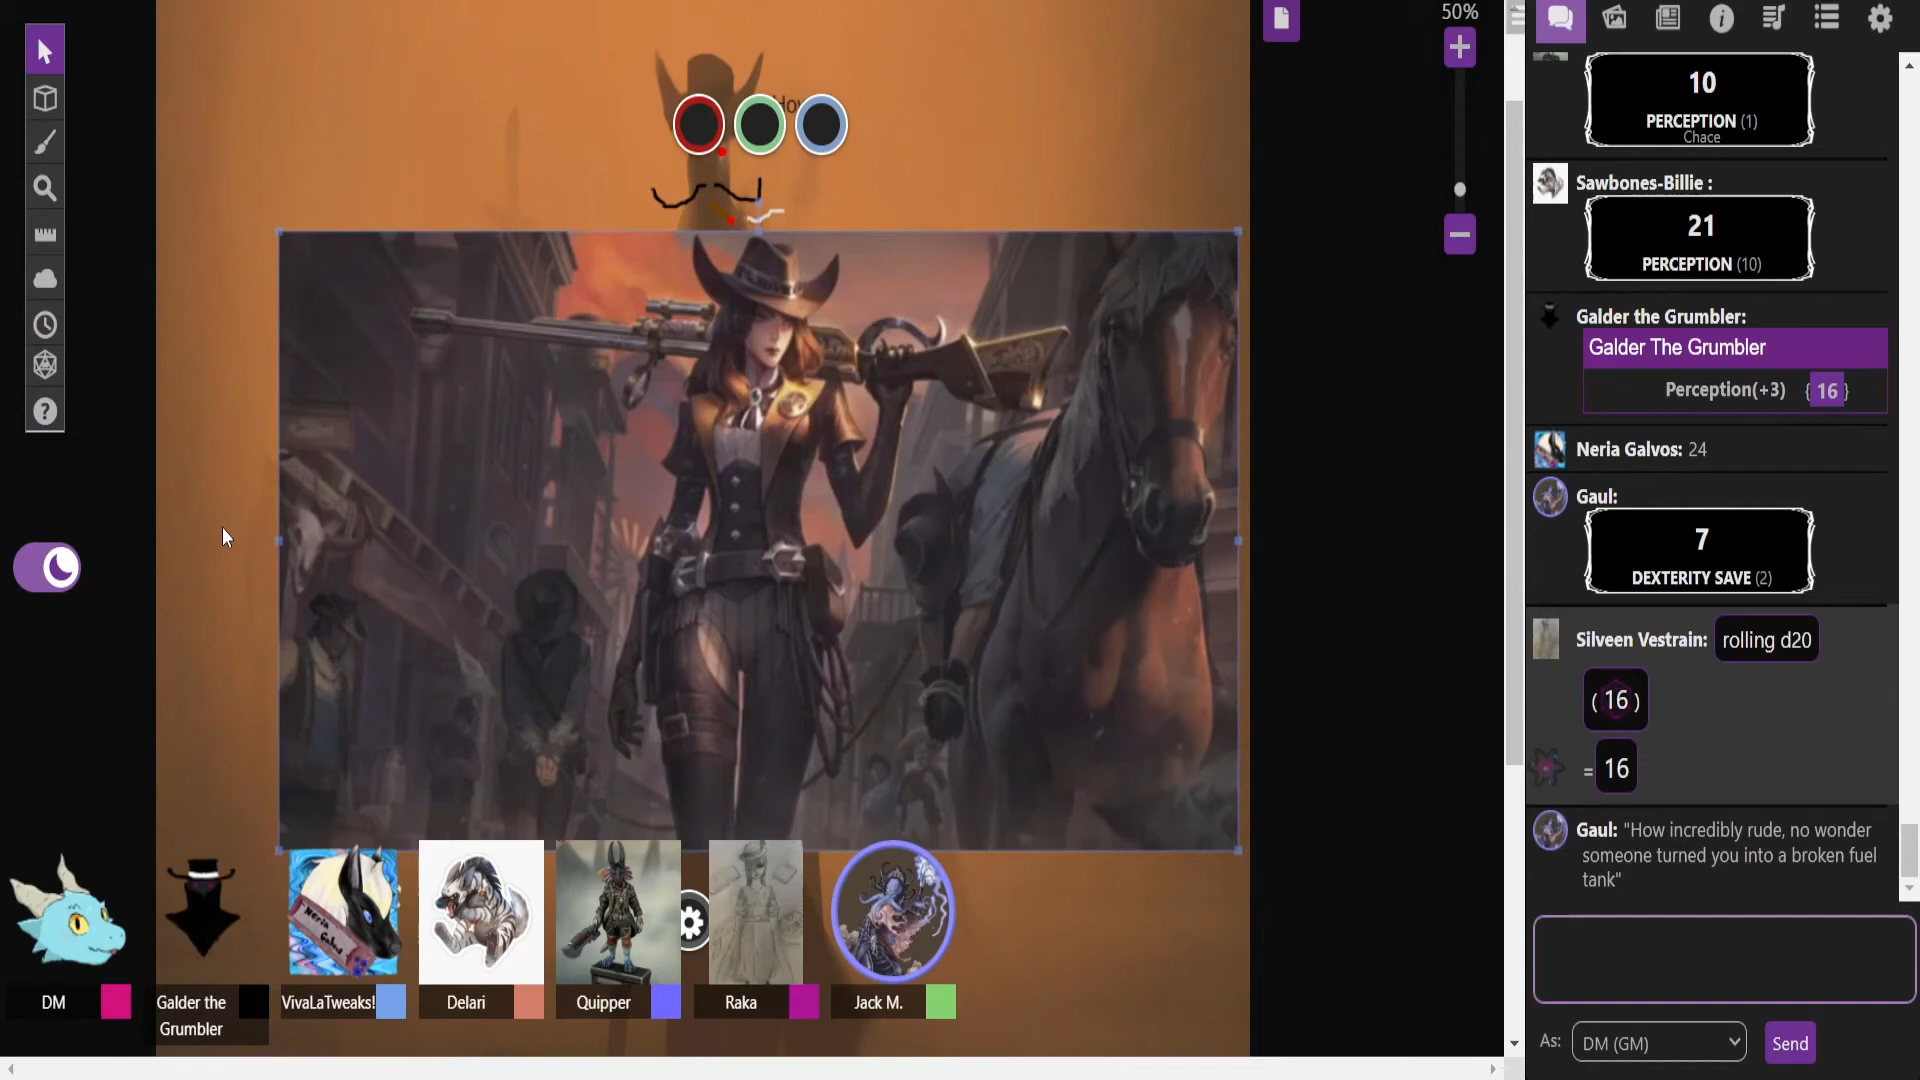 50%
Hov
10
PERCEPTION (1)
Chace
Sawbones-Billie :
21
PERCEPTION (10)
Galder the Grumbler:
Galder The Grumbler
Perception(+3) {16}
Neria Galvos: 24
Gaul:
7
DEXTERITY SAVE (2)
Silveen Vestrain: rolling d20
(16)
=16
Gaul: "How incredibly rude, no wonder
someone turned you into a broken fuel
tank"
Neria
Galvos
DM
Galder the
Grumbler
VivaLaTweaks!
Delari
Quipper
Raka
Jack M.
As: DM (GM) Send